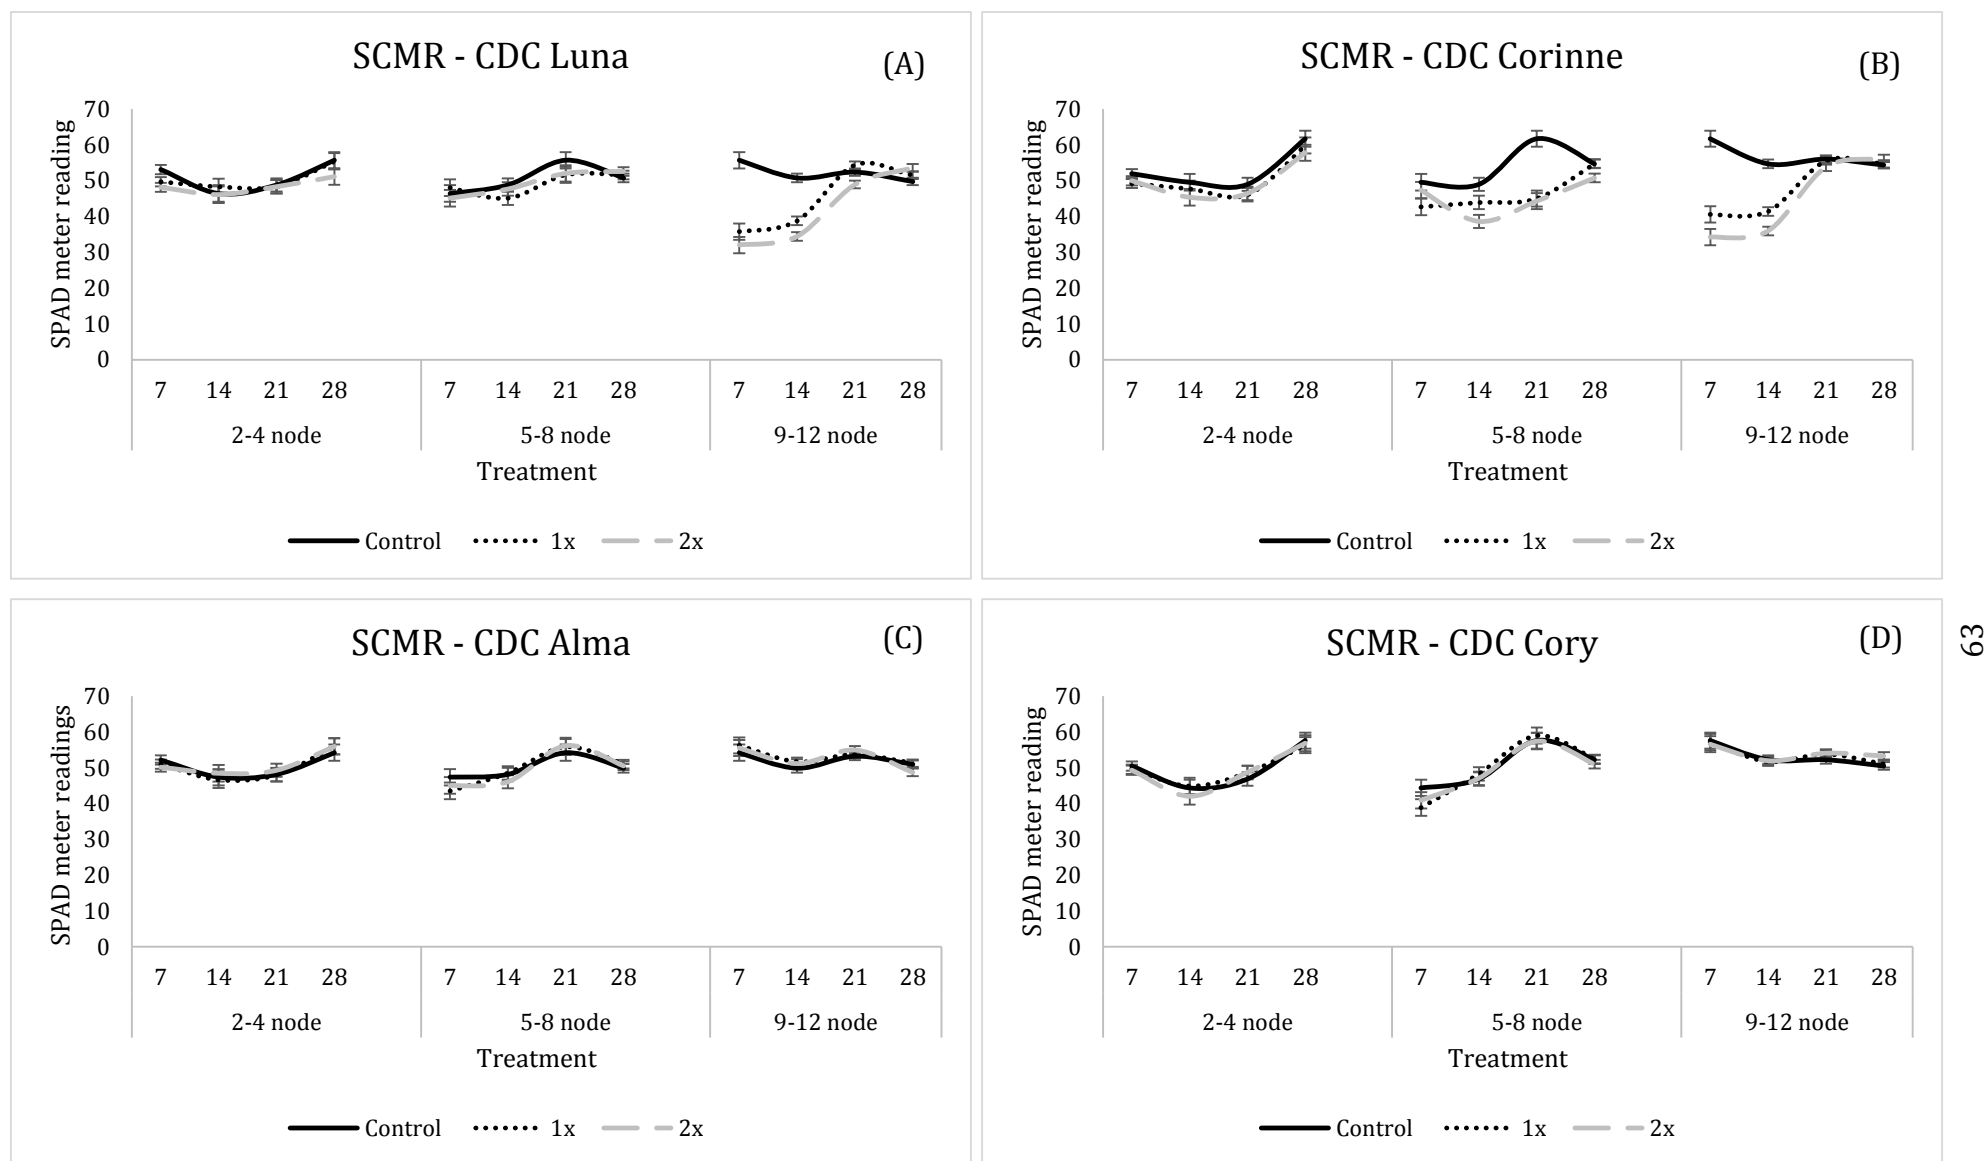 SCMR - CDC Luna
(A)
SPAD meter reading
70
60
50
40
30
20
10
0
7 14 21 28 7 14 21 28 7 14 21 28
2-4 node 5-8 node 9-12 node
Treatment
Control 1x 2x
SCMR - CDC Corinne
(B)
SPAD meter reading
70
60
50
40
30
20
10
0
7 14 21 28 7 14 21 28 7 14 21 28
2-4 node 5-8 node 9-12 node
Treatment
Control 1x 2x
SCMR - CDC Alma
(C)
SPAD meter readings
70
60
50
40
30
20
10
0
7 14 21 28 7 14 21 28 7 14 21 28
2-4 node 5-8 node 9-12 node
Treatment
Control 1x 2x
SCMR - CDC Cory
(D)
SPAD meter reading
70
60
50
40
30
20
10
0
7 14 21 28 7 14 21 28 7 14 21 28
2-4 node 5-8 node 9-12 node
Treatment
Control 1x 2x
63